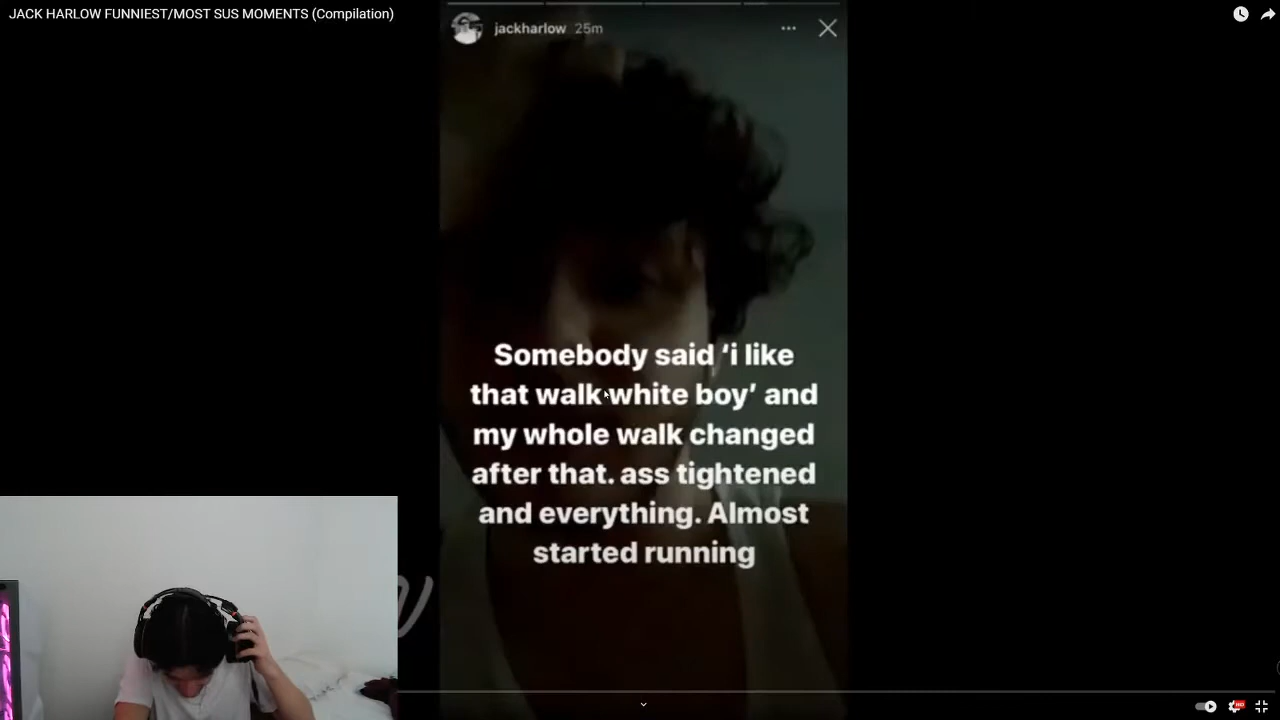 JACK HARLOW FUNNIEST/MOST SUS MOMENTS (Compilation)
jackharlow 25m
Somebody said ‘i like
that walk white boy’ and
my whole walk changed
after that. ass tightened
and everything. Almost
started running
HD